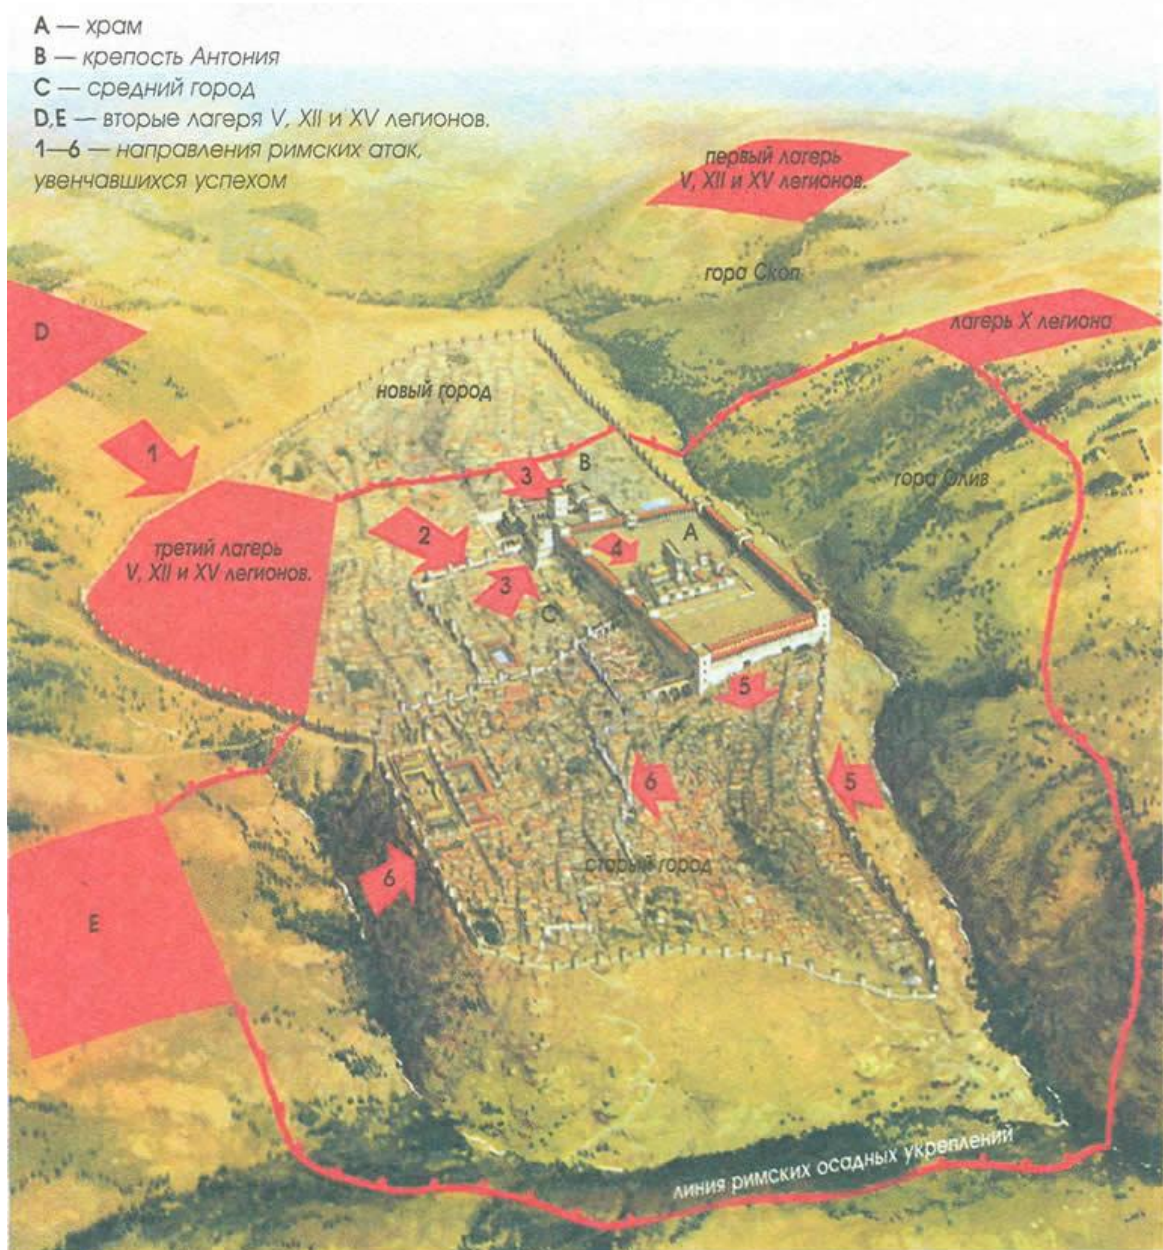 A — храм
B — крепость Антония
C — средний город
D,E — вторые лагеря V, XII и XV легионов.
1—6 — направления римских атак,
увенчавшихся успехом
первый лагерь
V, XII и XV легионов.
гора Скоп
D
лагерь X легиона
новый город
1
3
B
гора Олив
2
A
третий лагерь
V, XII и XV легионов.
4
3
C
5
6
5
старый город
6
E
линия римских осадных укреплений